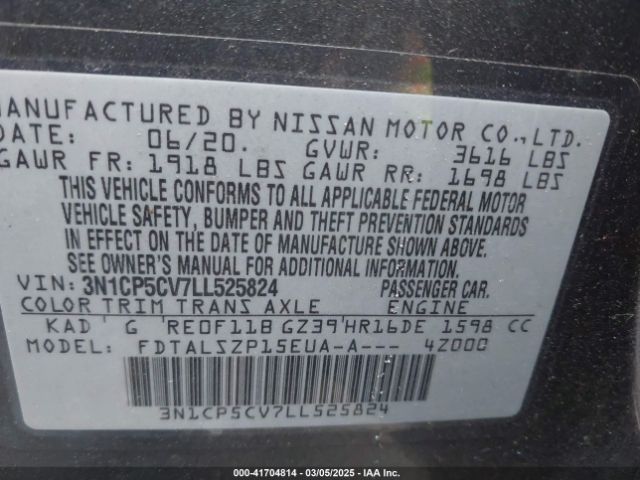 MANUFACTURED BY NISSAN MOTOR CO., LTD.
DATE: 06/20. GVWR: 3616 LBS
GAWR FR: 1918 LBS GAWR RR: 1698 LBS
THIS VEHICLE CONFORMS TO ALL APPLICABLE FEDERAL MOTOR
VEHICLE SAFETY, BUMPER AND THEFT PREVENTION STANDARDS
IN EFFECT ON THE DATE OF MANUFACTURE SHOWN ABOVE.
SEE OWNER'S MANUAL FOR ADDITIONAL INFORMATION.
VIN: 3N1CP5CV7LL525824 PASSENGER CAR.
COLOR TRIM TRANS AXLE ENGINE
KAD G RE0F11B GZ39 HR16DE 1598 CC
MODEL: FDTALSZP15EUA-A--- 4Z000
3N1CP5CV7LL525824
000-41704814 | 03/05/2025 - IAA Inc.